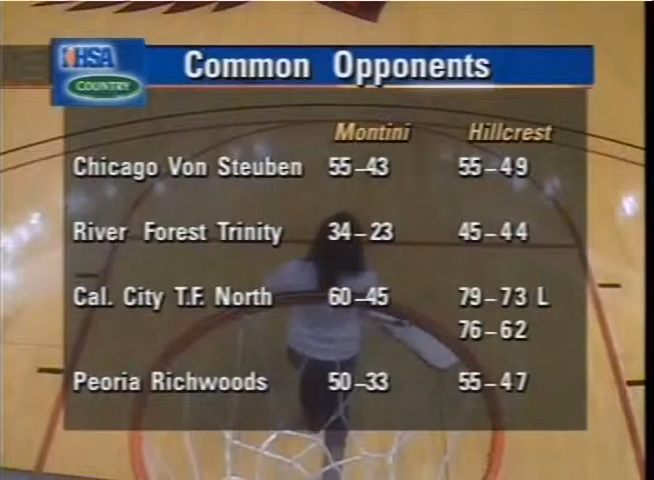 IHSA
COUNTRY
Common Opponents
Montini Hillcrest
Chicago Von Steuben 55-43 55-49
River Forest Trinity 34-23 45-44
Cal. City T.F. North 60-45 79-73 L
76-62
Peoria Richwoods 50-33 55-47